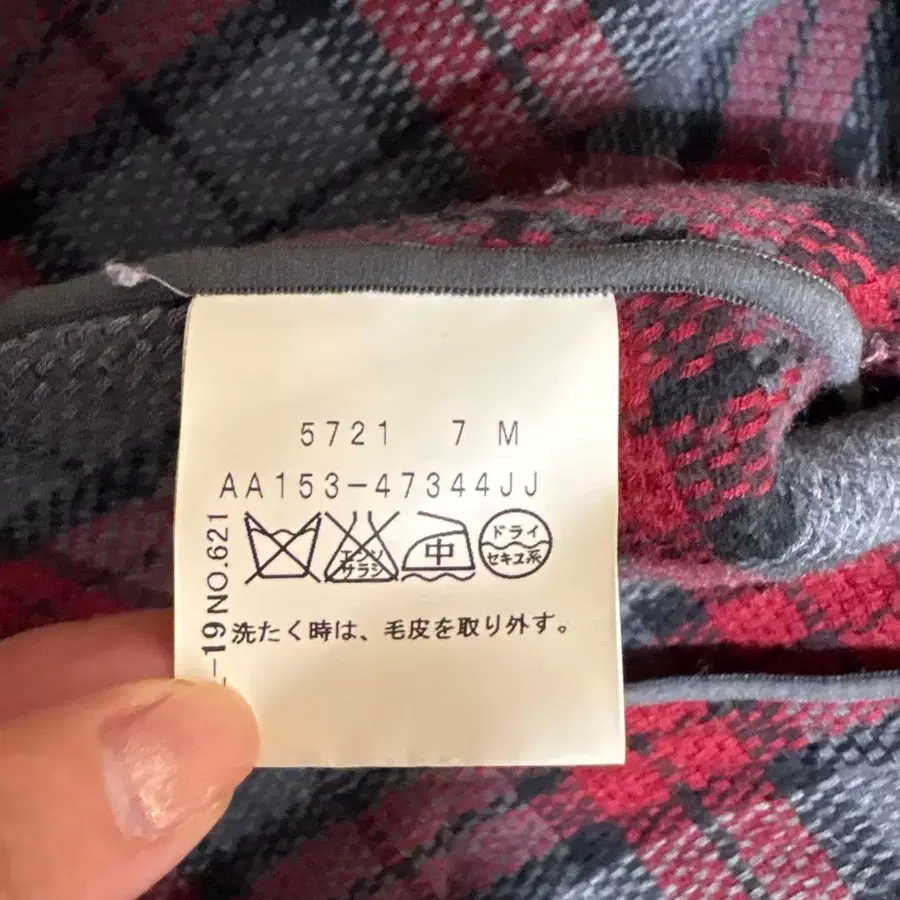 5721 7 M
AA153-47344JJ
エンソ
サラシ
中
ドライ
セキユ系
洗たく時は、毛皮を取り外す。
-19 NO.621